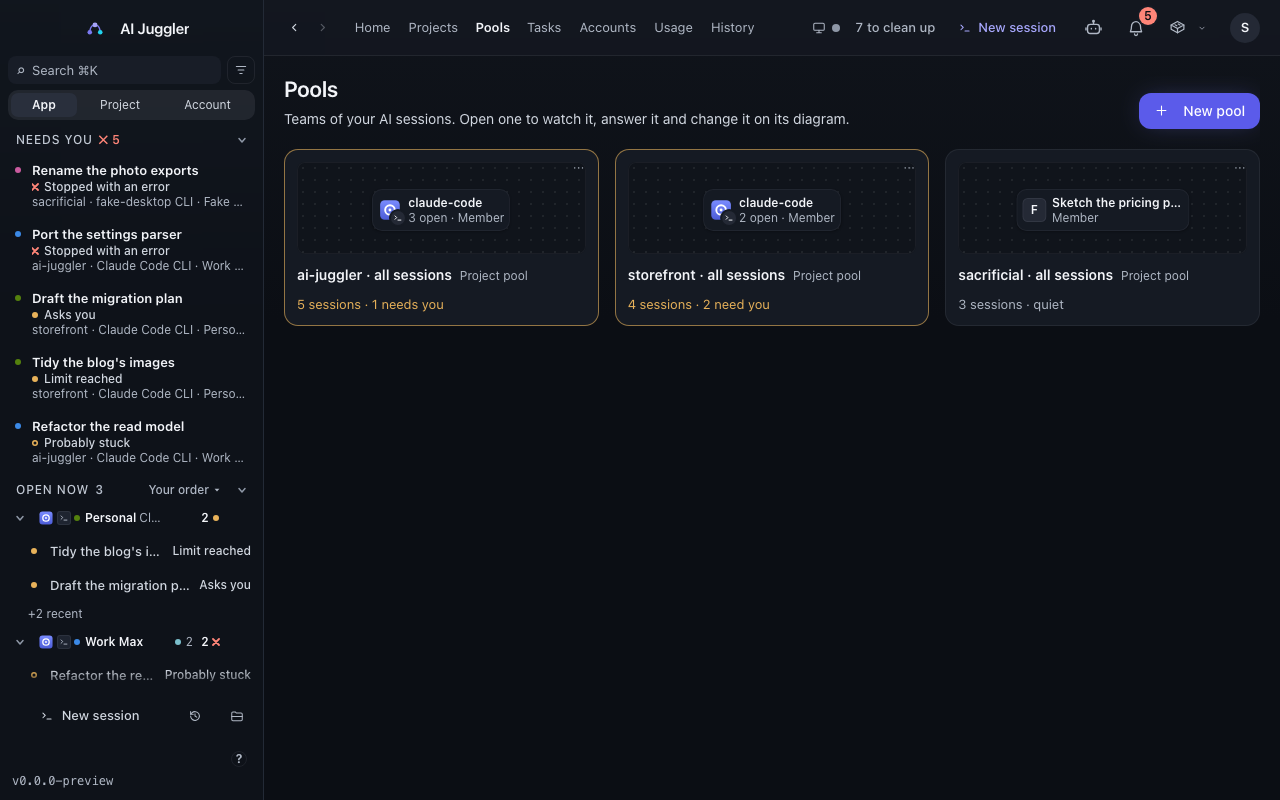 AI Juggler
Search ⌘K
App Project Account
NEEDS YOU 5
Rename the photo exports
Stopped with an error
sacrificial · fake-desktop CLI · Fake ...
Port the settings parser
Stopped with an error
ai-juggler · Claude Code CLI · Work ...
Draft the migration plan
Asks you
storefront · Claude Code CLI · Perso...
Tidy the blog's images
Limit reached
storefront · Claude Code CLI · Perso...
Refactor the read model
Probably stuck
ai-juggler · Claude Code CLI · Work ...
OPEN NOW 3 Your order
Personal Cl... 2
Tidy the blog's i... Limit reached
Draft the migration p... Asks you
+2 recent
Work Max 2 2
Refactor the re... Probably stuck
New session
?
v0.0.0-preview
Home Projects Pools Tasks Accounts Usage History 7 to clean up New session 5 S
Pools
Teams of your AI sessions. Open one to watch it, answer it and change it on its diagram.
+ New pool
claude-code
3 open · Member
ai-juggler · all sessions Project pool
5 sessions · 1 needs you
claude-code
2 open · Member
storefront · all sessions Project pool
4 sessions · 2 need you
F Sketch the pricing p...
Member
sacrificial · all sessions Project pool
3 sessions · quiet